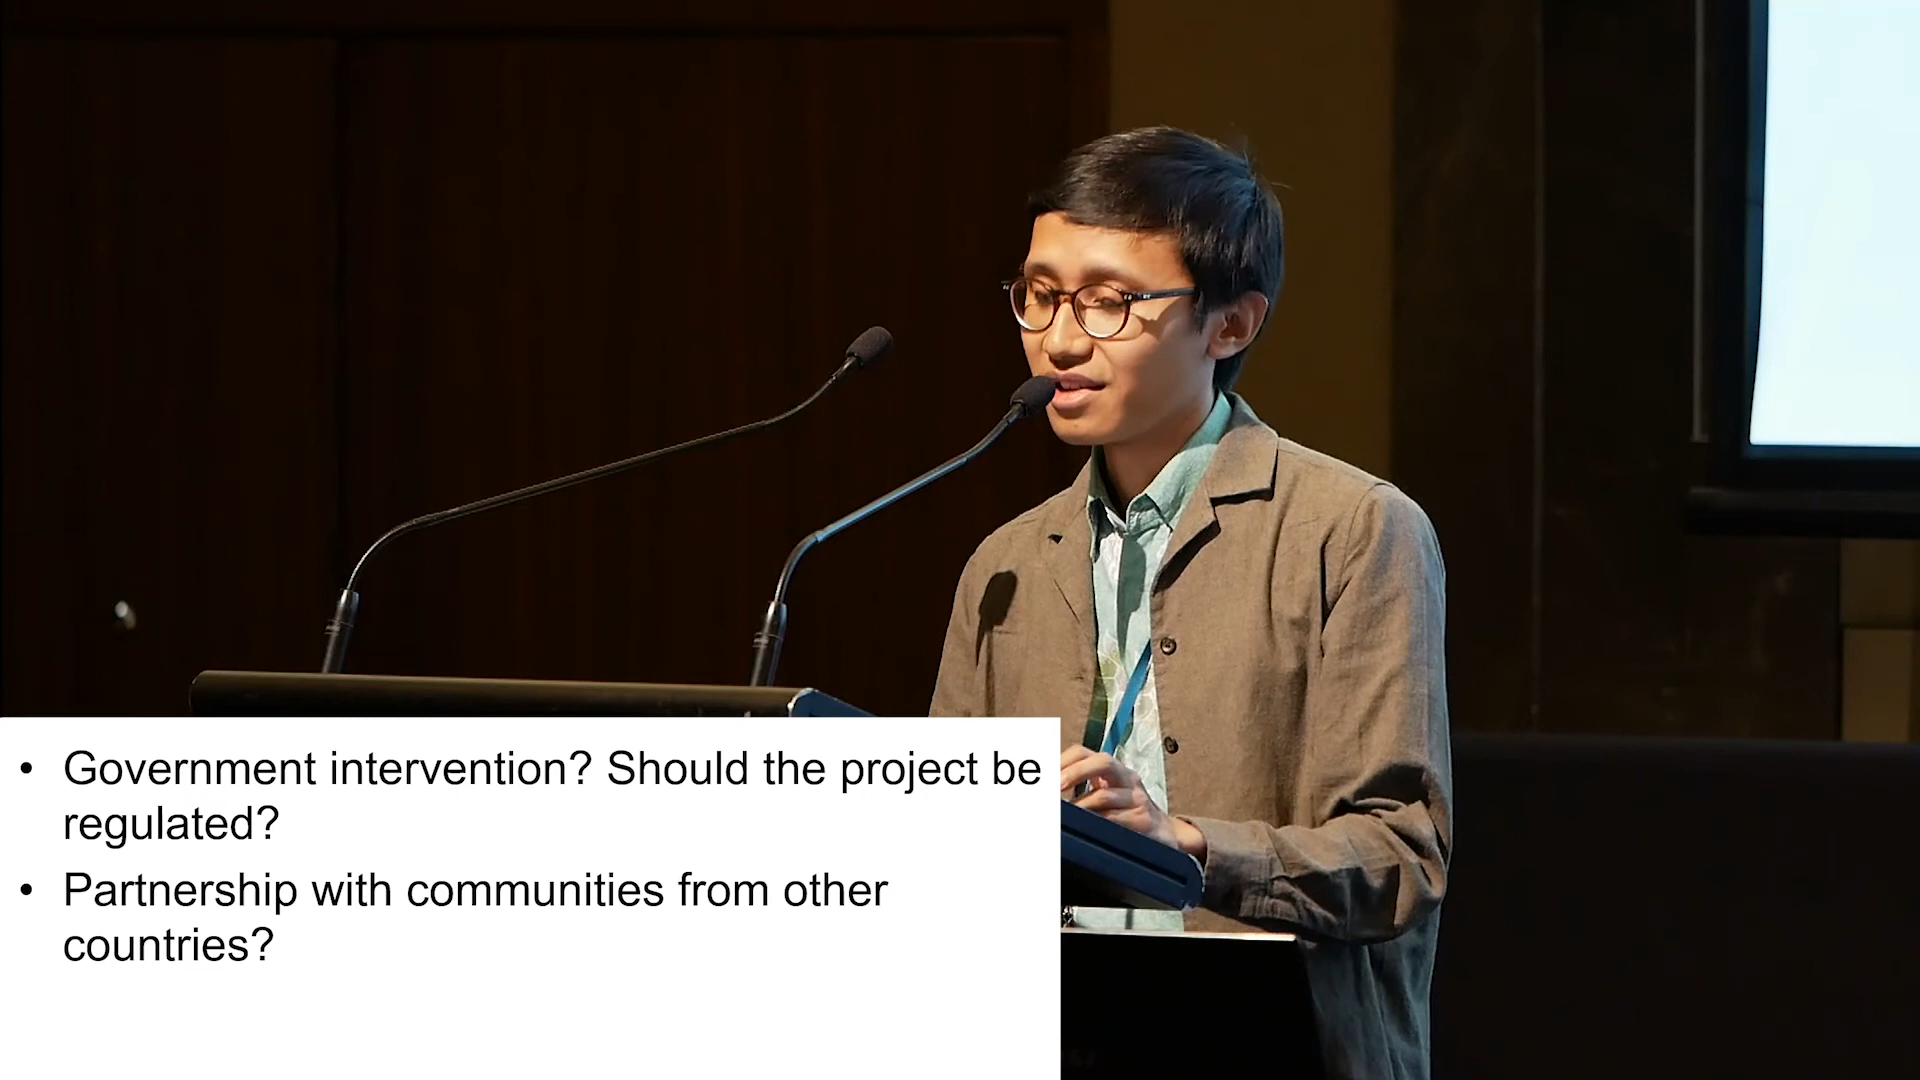 • Government intervention? Should the project be
regulated?
• Partnership with communities from other
countries?